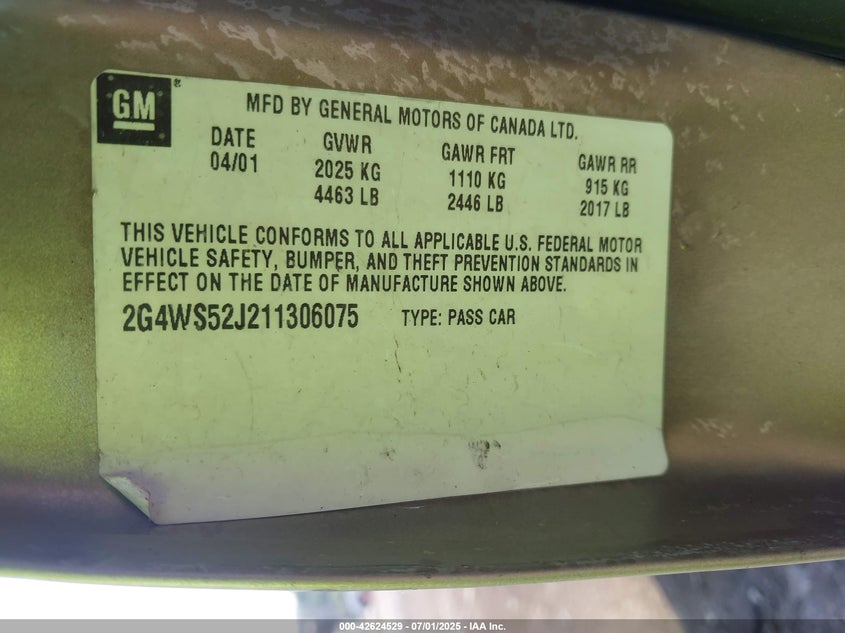 GM
MFD BY GENERAL MOTORS OF CANADA LTD.
DATE GVWR GAWR FRT GAWR RR
04/01 2025 KG 1110 KG 915 KG
4463 LB 2446 LB 2017 LB
THIS VEHICLE CONFORMS TO ALL APPLICABLE U.S. FEDERAL MOTOR
VEHICLE SAFETY, BUMPER, AND THEFT PREVENTION STANDARDS IN
EFFECT ON THE DATE OF MANUFACTURE SHOWN ABOVE.
2G4WS52J211306075 TYPE: PASS CAR
000-42624529 - 07/01/2025 - IAA Inc.